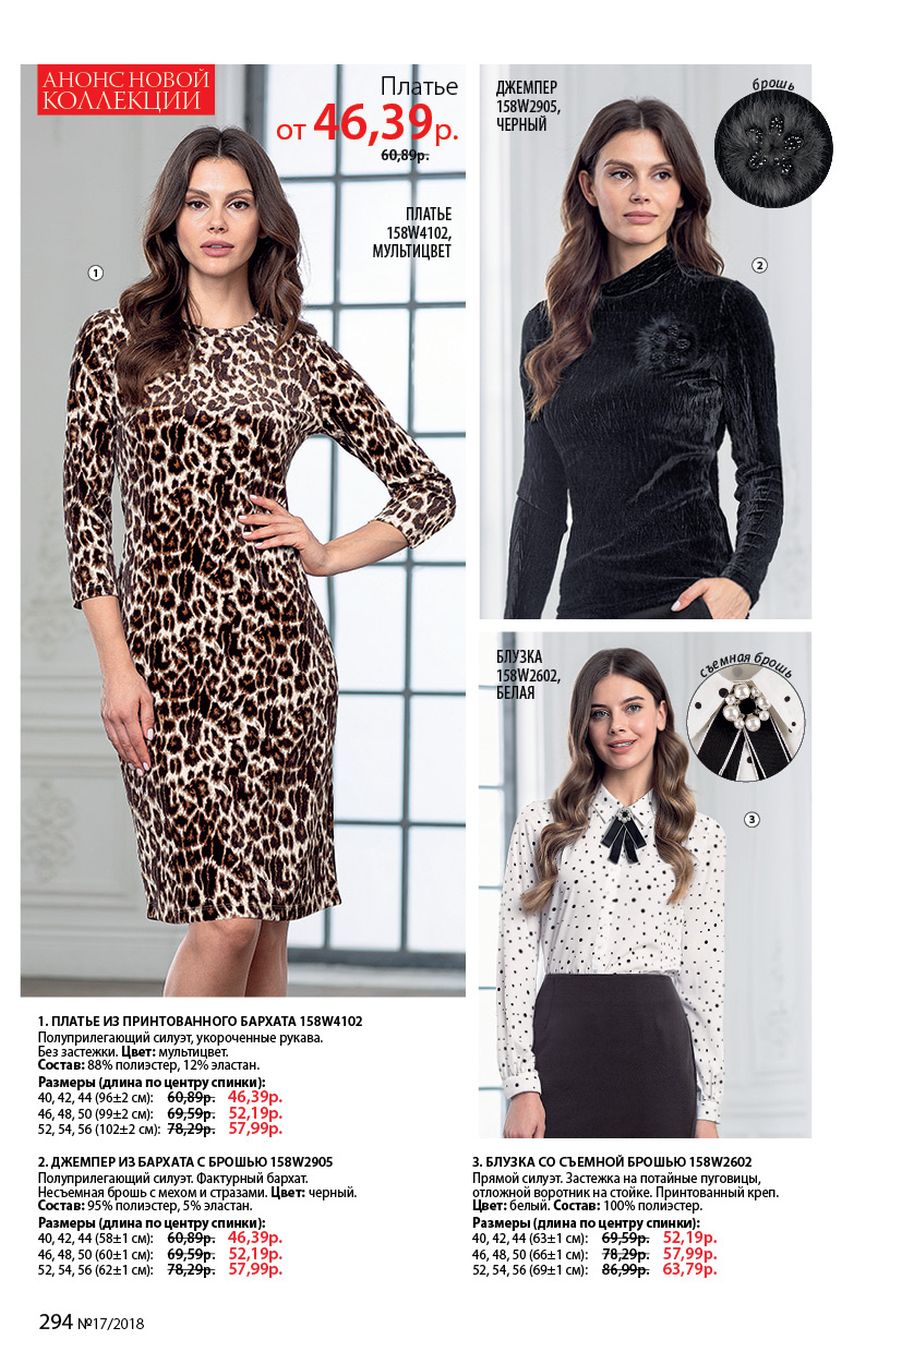 АНОНС НОВОЙ
КОЛЛЕКЦИИ
Платье
от 46,39р.
60,89р.
ПЛАТЬЕ
158W4102,
МУЛЬТИЦВЕТ
1
ДЖЕМПЕР
158W2905,
ЧЕРНЫЙ
брошь
2
БЛУЗКА
158W2602,
БЕЛАЯ
съемная брошь
3
1. ПЛАТЬЕ ИЗ ПРИНТОВАННОГО БАРХАТА 158W4102
Полуприлегающий силуэт, укороченные рукава.
Без застежки. Цвет: мультицвет.
Состав: 88% полиэстер, 12% эластан.
Размеры (длина по центру спинки):
40, 42, 44 (96±2 см): 60,89р. 46,39р.
46, 48, 50 (99±2 см): 69,59р. 52,19р.
52, 54, 56 (102±2 см): 78,29р. 57,99р.
2. ДЖЕМПЕР ИЗ БАРХАТА С БРОШЬЮ 158W2905
Полуприлегающий силуэт. Фактурный бархат.
Несъемная брошь с мехом и стразами. Цвет: черный.
Состав: 95% полиэстер, 5% эластан.
Размеры (длина по центру спинки):
40, 42, 44 (58±1 см): 60,89р. 46,39р.
46, 48, 50 (60±1 см): 69,59р. 52,19р.
52, 54, 56 (62±1 см): 78,29р. 57,99р.
3. БЛУЗКА СО СЪЕМНОЙ БРОШЬЮ 158W2602
Прямой силуэт. Застежка на потайные пуговицы,
отложной воротник на стойке. Принтованный креп.
Цвет: белый. Состав: 100% полиэстер.
Размеры (длина по центру спинки):
40, 42, 44 (63±1 см): 69,59р. 52,19р.
46, 48, 50 (66±1 см): 78,29р. 57,99р.
52, 54, 56 (69±1 см): 86,99р. 63,79р.
294 №17/2018